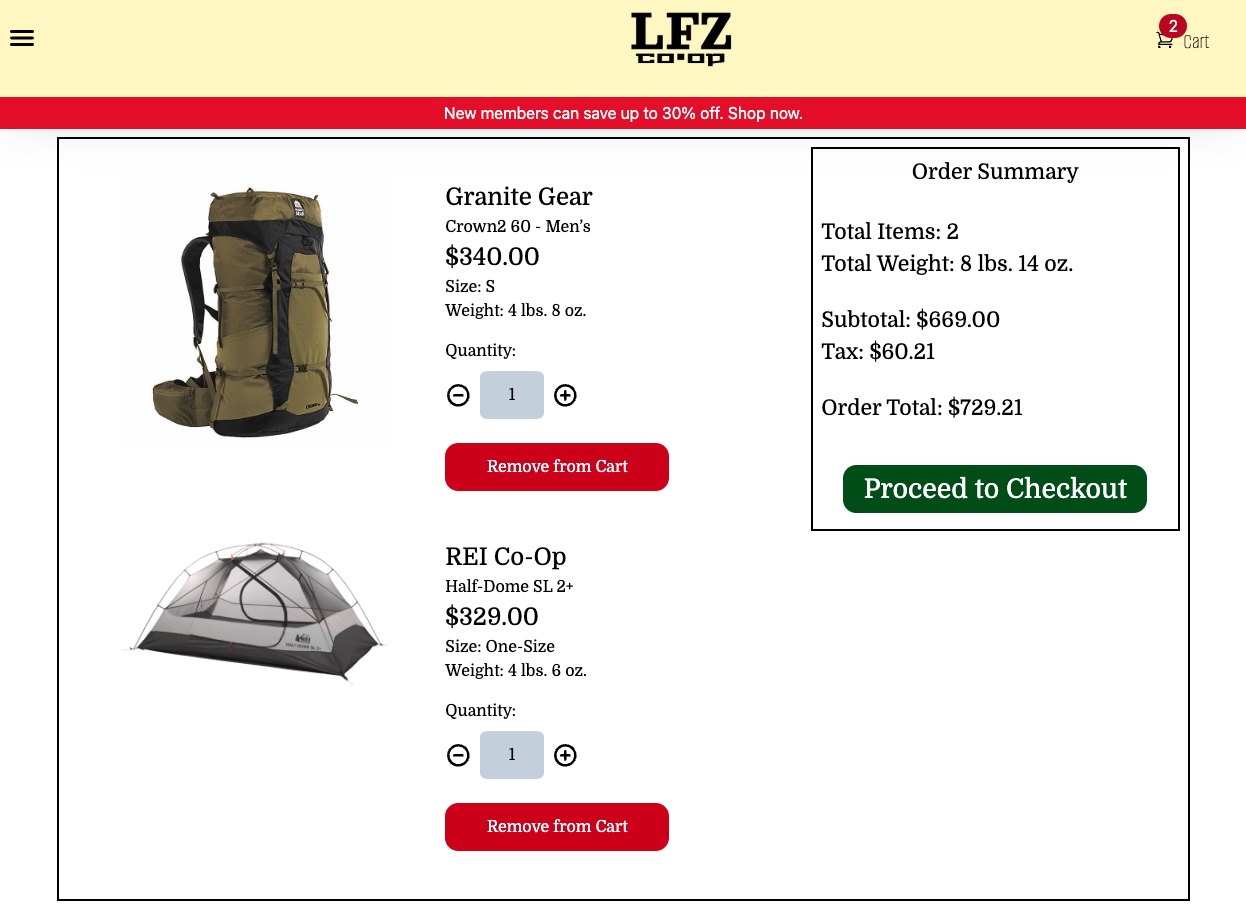 LFZ
co·op
2
Cart
New members can save up to 30% off. Shop now.
Granite Gear
Crown2 60 - Men’s
$340.00
Size: S
Weight: 4 lbs. 8 oz.
Quantity:
1
Remove from Cart
REI Co-Op
Half-Dome SL 2+
$329.00
Size: One-Size
Weight: 4 lbs. 6 oz.
Quantity:
1
Remove from Cart
Order Summary
Total Items: 2
Total Weight: 8 lbs. 14 oz.
Subtotal: $669.00
Tax: $60.21
Order Total: $729.21
Proceed to Checkout